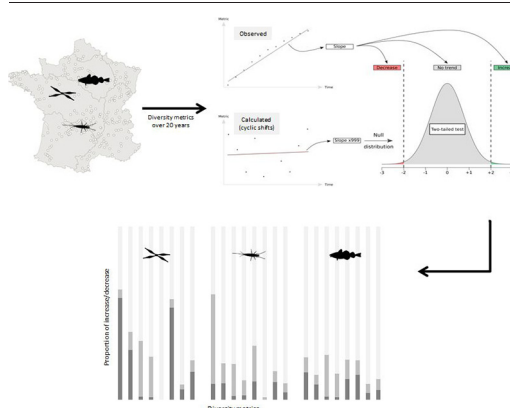 Metric
Observed
Slope
Time
Decrease
No trend
Increa
Diversity metrics
over 20 years
Metric
Calculated
(cyclic shifts)
Slope x999
Null
distribution
Time
Two-tailed test
-3 -2 -1 0 +1 +2
Proportion of increase/decrease
Diversity metrics